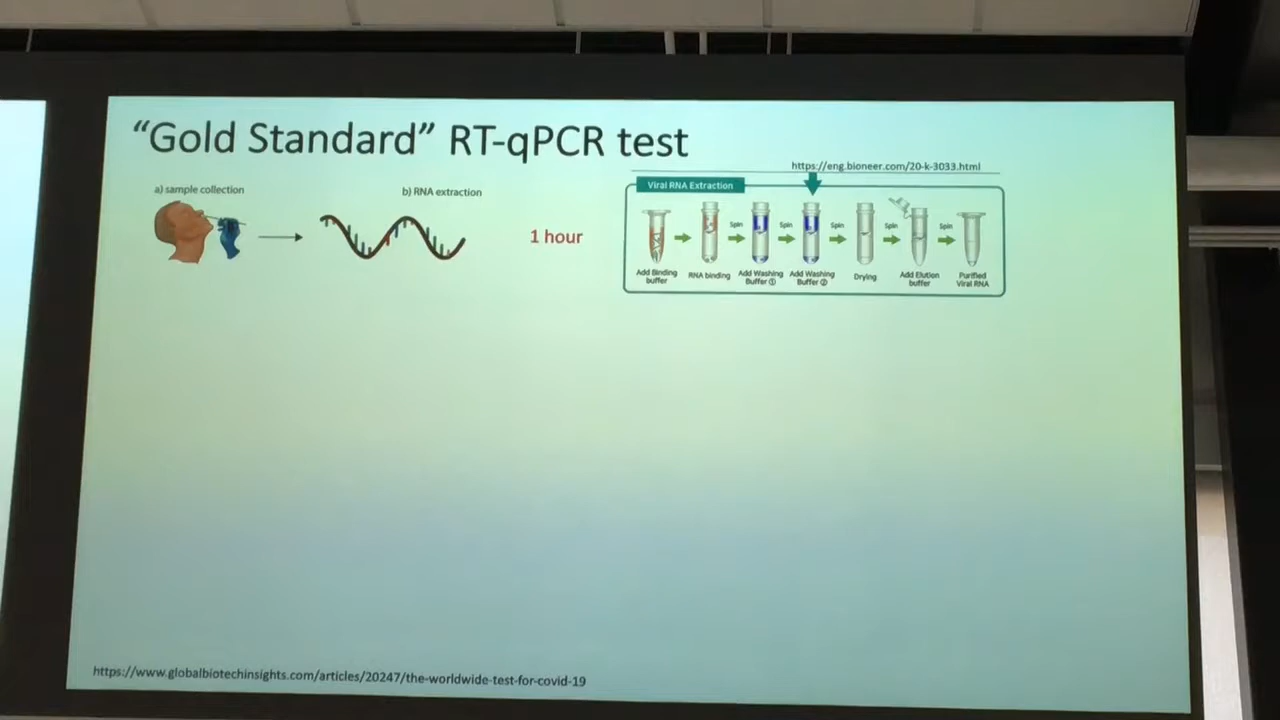 “Gold Standard” RT-qPCR test
https://eng.bioneer.com/20-k-3033.html
a) sample collection
b) RNA extraction
1 hour
Viral RNA Extraction
Spin
Spin
Spin
Spin
Spin
Add Binding
buffer
RNA binding
Add Washing
Buffer ①
Add Washing
Buffer ②
Drying
Add Elution
buffer
Purified
Viral RNA
https://www.globalbiotechinsights.com/articles/20247/the-worldwide-test-for-covid-19